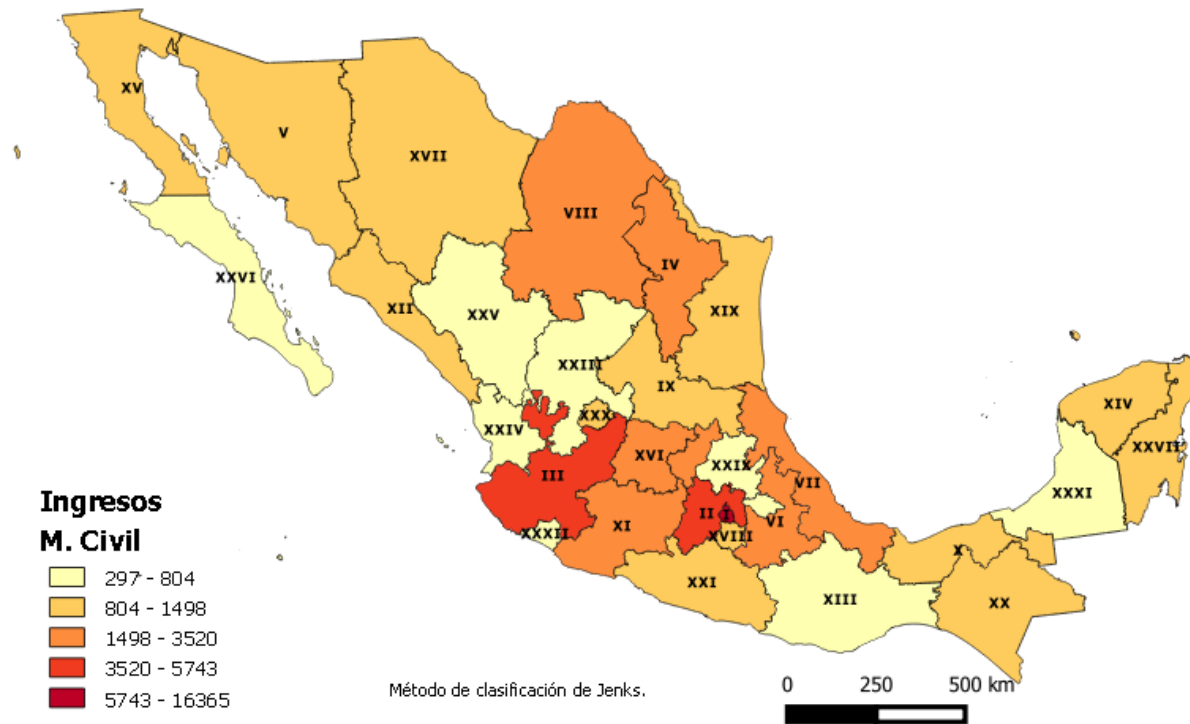 XV
V
XVII
VIII
IV
XXVI
XII
XXV
XIX
XXIII
IX
XXIV
XXX
XIV
XXVII
III
XVI
XXIX
VII
XXXI
XXXII
XI
II
I
VI
XVIII
X
XXI
XIII
XX
Ingresos
M. Civil
297 - 804
804 - 1498
1498 - 3520
3520 - 5743
5743 - 16365
Método de clasificación de Jenks.
0 250 500 km